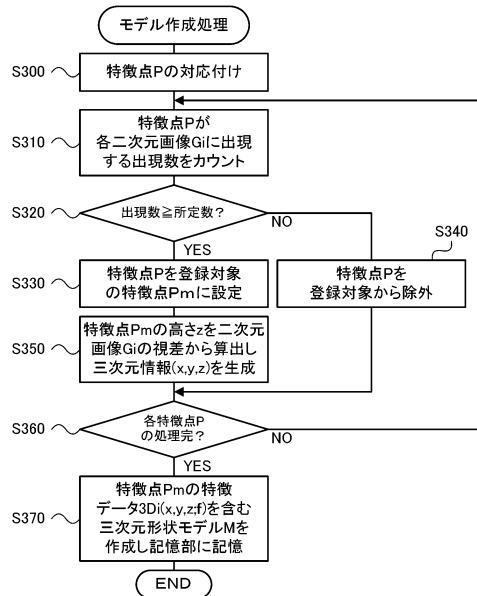 モデル作成処理
S300
特徴点Pの対応付け
S310
特徴点Pが
各二次元画像Giに出現
する出現数をカウント
S320
出現数≧所定数?
NO
YES
S340
S330
特徴点Pを登録対象
の特徴点Pmに設定
特徴点Pを
登録対象から除外
S350
特徴点Pmの高さzを二次元
画像Giの視差から算出し
三次元情報(x,y,z)を生成
S360
各特徴点P
の処理完?
NO
YES
S370
特徴点Pmの特徴
データ3Di(x,y,z;f)を含む
三次元形状モデルMを
作成し記憶部に記憶
END